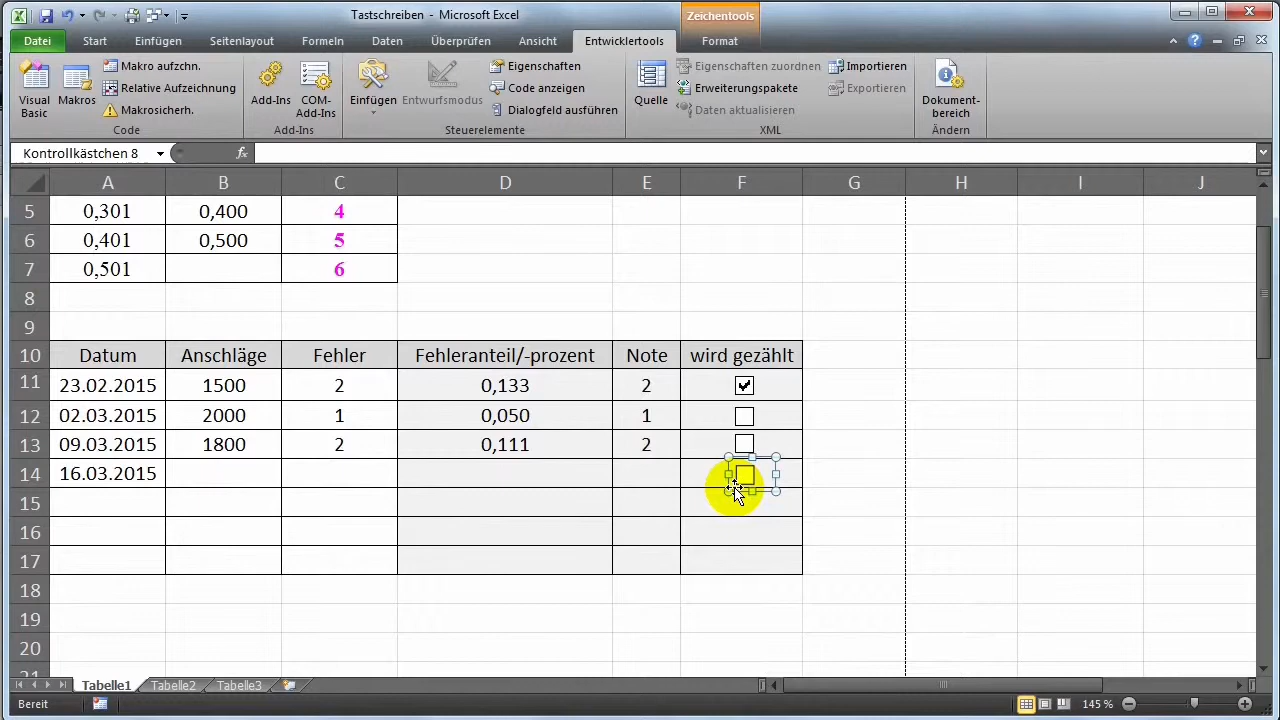 Tastschreiben - Microsoft Excel
Zeichentools
Datei Start Einfügen Seitenlayout Formeln Daten Überprüfen Ansicht Entwicklertools Format
Visual Basic
Makros
Makro aufzchn.
Relative Aufzeichnung
Makrosicherh.
Code
Add-Ins
COM-Add-Ins
Add-Ins
Einfügen
Entwurfsmodus
Eigenschaften
Code anzeigen
Dialogfeld ausführen
Steuerelemente
Quelle
Eigenschaften zuordnen
Erweiterungspakete
Daten aktualisieren
Importieren
Exportieren
XML
Dokument-
bereich
Ändern
Kontrollkästchen 8 fx
A B C D E F G H I J
5 0,301 0,400 4
6 0,401 0,500 5
7 0,501 6
8
9
10 Datum Anschläge Fehler Fehleranteil/-prozent Note wird gezählt
11 23.02.2015 1500 2 0,133 2
12 02.03.2015 2000 1 0,050 1
13 09.03.2015 1800 2 0,111 2
14 16.03.2015
15
16
17
18
19
20
Tabelle1 Tabelle2 Tabelle3
Bereit 145 %